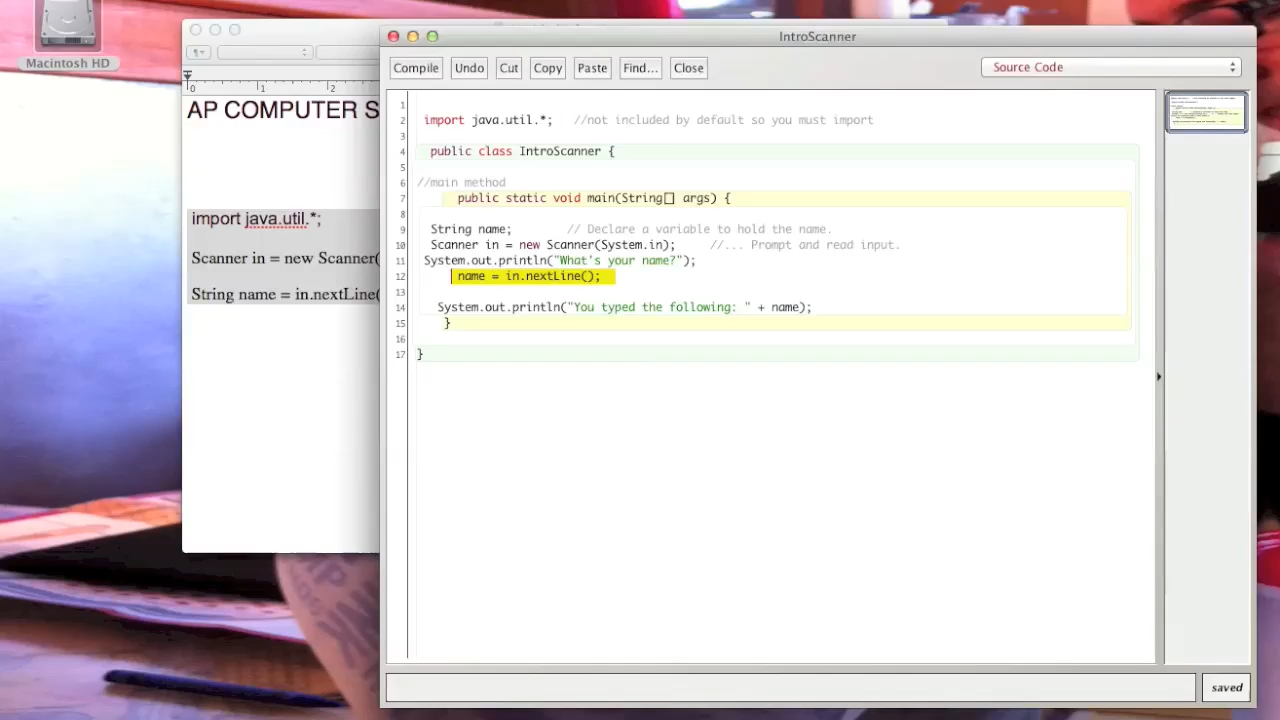 Macintosh HD
IntroScanner
Compile Undo Cut Copy Paste Find... Close Source Code
0 1 2
AP COMPUTER S
import java.util.*;
Scanner in = new Scanner(
String name = in.nextLine(
1
2 import java.util.*; //not included by default so you must import
3
4 public class IntroScanner {
5
6 //main method
7 public static void main(String[] args) {
8
9 String name; // Declare a variable to hold the name.
10 Scanner in = new Scanner(System.in); //... Prompt and read input.
11 System.out.println("What's your name?");
12 name = in.nextLine();
13
14 System.out.println("You typed the following: " + name);
15 }
16
17 }
saved